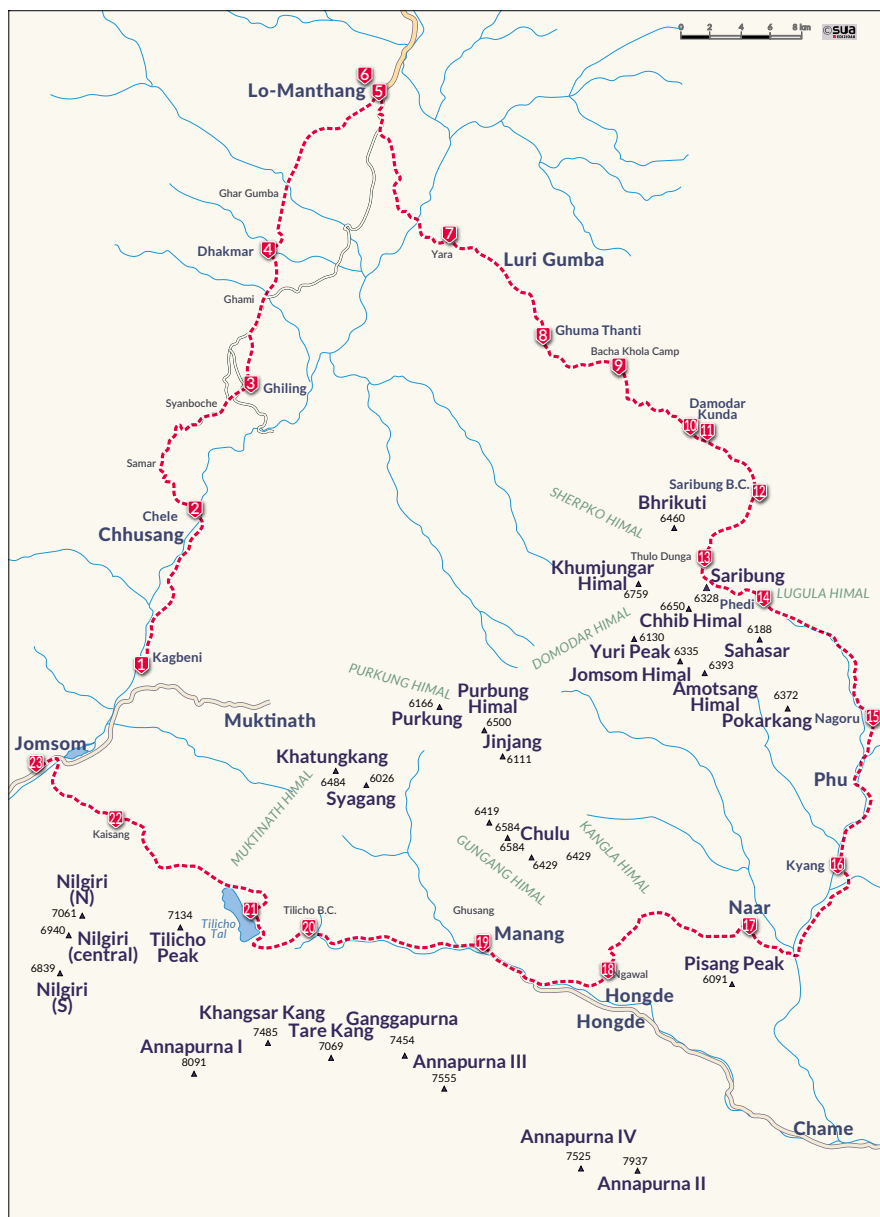 0 2 4 6 8 km
©sua
EDIZIOAK
6
Lo-Manthang
5
Ghar Gumba
Dhakmar
4
7
Yara
Luri Gumba
Ghami
8
Ghuma Thanti
Bacha Khola Camp
9
3
Ghiling
Syanboche
Damodar
Kunda
10
11
Samar
Saribung B.C.
12
Chele
2
Chhusang
SHERPKO HIMAL
Bhrikuti
6460
Thulo Dunga
13
Khumjungar
Himal
6759
Saribung
6328
Phedi
14
LUGULA HIMAL
6650
Chhib Himal
DOMODAR HIMAL
6130
Yuri Peak
6188
Sahasar
6335
Jomsom Himal
6393
Amotsang
Himal
1
Kagbeni
PURKUNG HIMAL
6166
Purkung
Purbung
Himal
6500
6372
Pokarkang
Nagoru
15
Muktinath
Jinjang
6111
Jomsom
23
Khatungkang
6484
6026
Syagang
MUKTINATH HIMAL
Phu
22
Kaisang
6419
6584
Chulu
6584
6429
6429
GUNGANG HIMAL
KANGLA HIMAL
Kyang
16
Nilgiri
(N)
7061
6940
Nilgiri
(central)
6839
Nilgiri
(S)
7134
Tilicho
Peak
Tilicho
Tal
21
Tilicho B.C.
20
Ghusang
19
Manang
Naar
17
18
Ngawal
Pisang Peak
6091
Hongde
Hongde
Khangsar Kang
7485
Tare Kang
7069
Ganggapurna
7454
Annapurna I
8091
Annapurna III
7555
Chame
Annapurna IV
7525
7937
Annapurna II